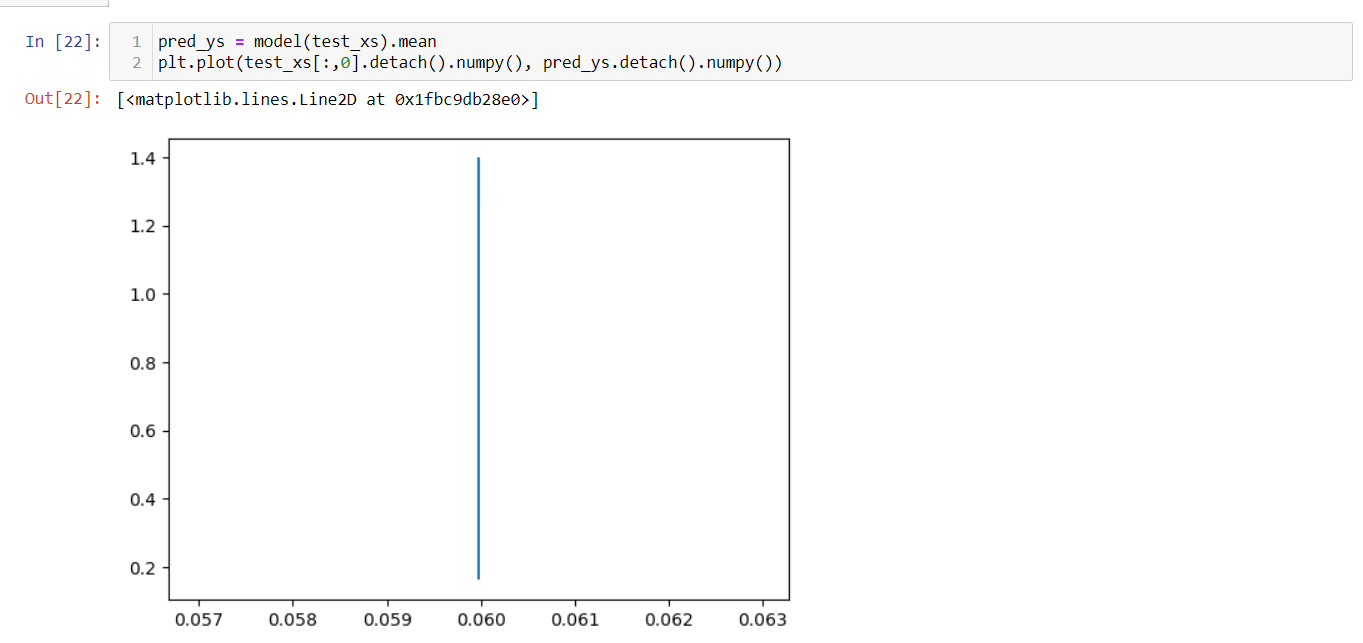 In [22]:
1 pred_ys = model(test_xs).mean
2 plt.plot(test_xs[:,0].detach().numpy(), pred_ys.detach().numpy())
Out[22]: [<matplotlib.lines.Line2D at 0x1fbc9db28e0>]
1.4
1.2
1.0
0.8
0.6
0.4
0.2
0.057 0.058 0.059 0.060 0.061 0.062 0.063